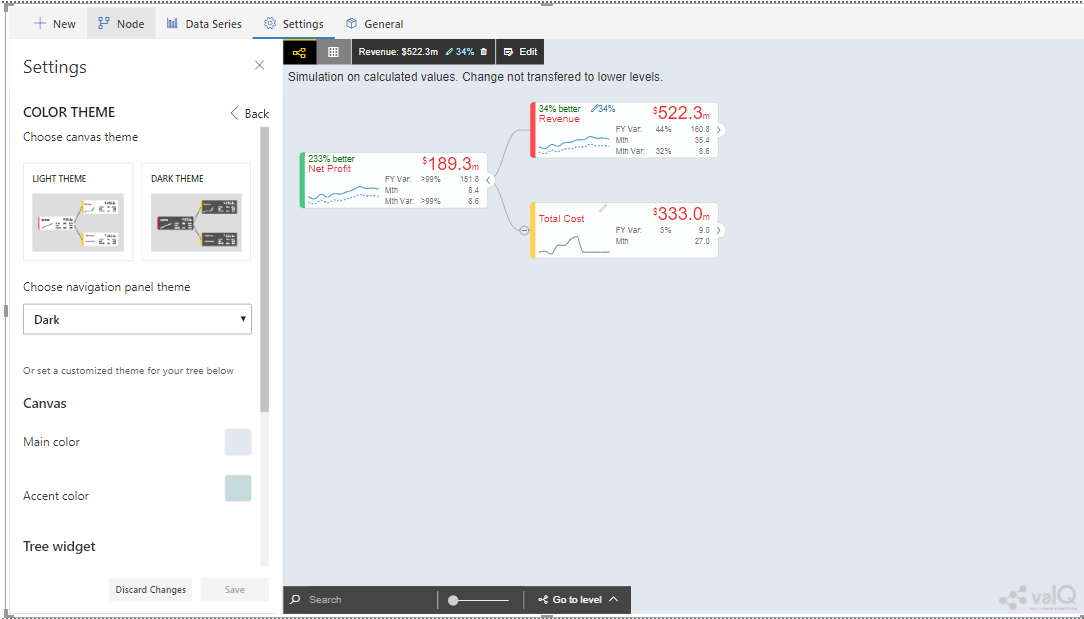 New
Node
Data Series
Settings
General
Settings
COLOR THEME
Back
Choose canvas theme
LIGHT THEME
DARK THEME
Choose navigation panel theme
Dark
Or set a customized theme for your tree below
Canvas
Main color
Accent color
Tree widget
Discard Changes
Save
Revenue: $522.3m
34%
Edit
Simulation on calculated values. Change not transfered to lower levels.
233% better
Net Profit
$189.3m
FY Var: >99% 151.8
Mth 8.4
Mth Var: >99% 8.6
34% better
34%
Revenue
$522.3m
FY Var: 44% 160.8
Mth 35.4
Mth Var: 32% 8.6
Total Cost
$333.0m
FY Var: 3% 9.0
Mth 27.0
Search
Go to level
valQ